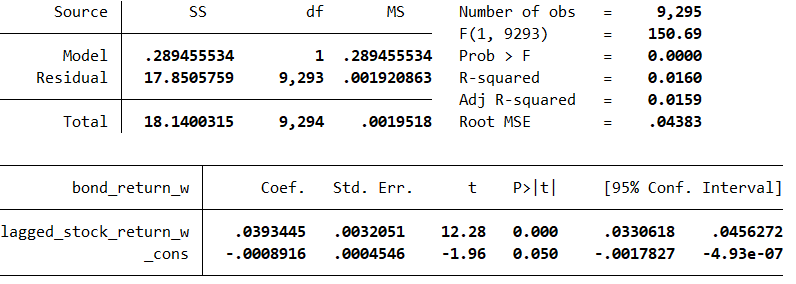 Source SS df MS Number of obs = 9,295
F(1, 9293) = 150.69
Model .289455534 1 .289455534 Prob > F = 0.0000
Residual 17.8505759 9,293 .001920863 R-squared = 0.0160
Adj R-squared = 0.0159
Total 18.1400315 9,294 .0019518 Root MSE = .04383
bond_return_w Coef. Std. Err. t P>|t| [95% Conf. Interval]
lagged_stock_return_w .0393445 .0032051 12.28 0.000 .0330618 .0456272
_cons -.0008916 .0004546 -1.96 0.050 -.0017827 -4.93e-07